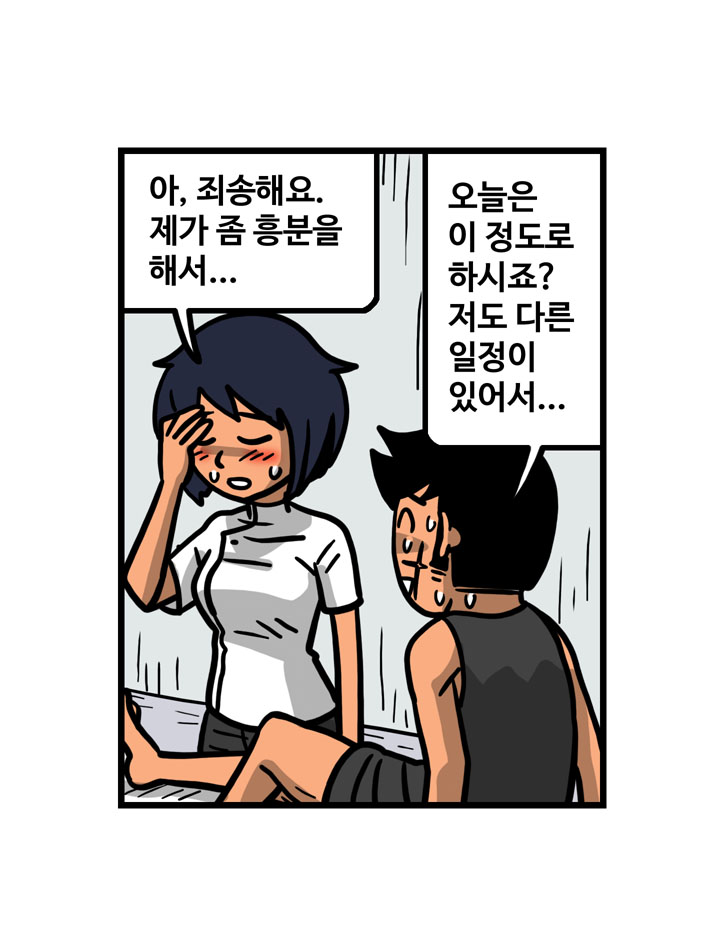 아, 죄송해요.
제가 좀 흥분을
해서...
오늘은
이 정도로
하시죠?
저도 다른
일정이
있어서...